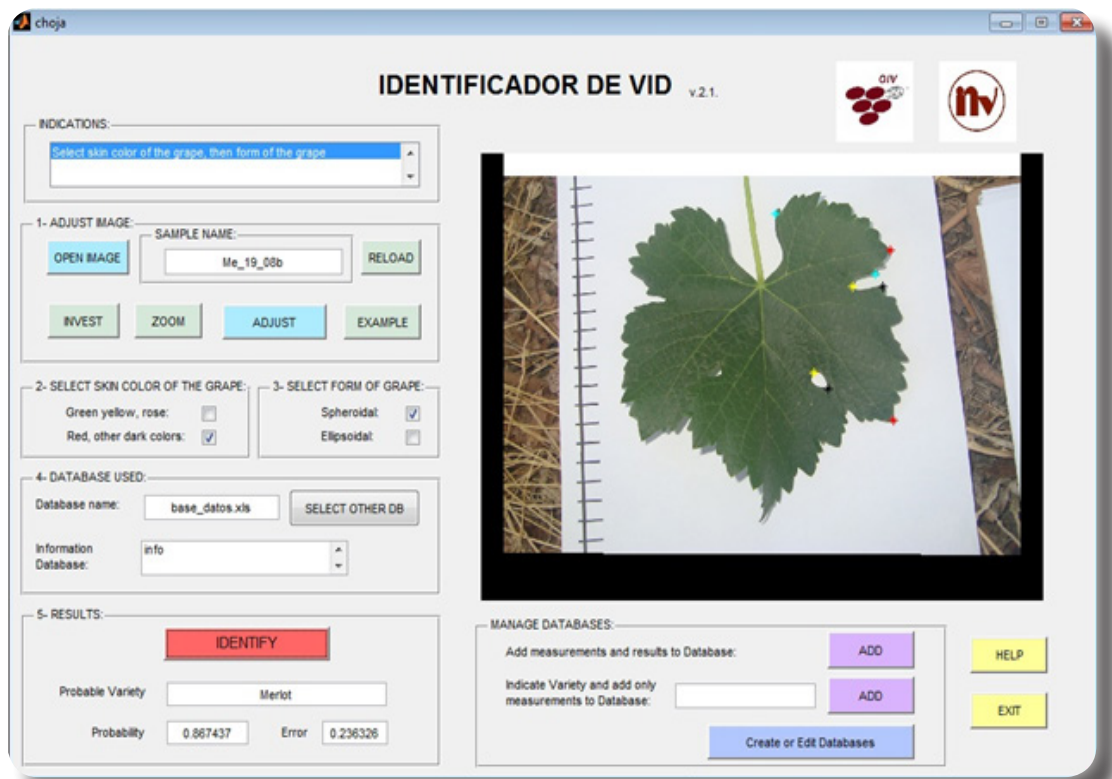 choja
IDENTIFICADOR DE VID v.2.1.
GIV
nv
INDICATIONS:
Select skin color of the grape, then form of the grape
1- ADJUST IMAGE:
OPEN IMAGE
SAMPLE NAME:
Me_19_08b
RELOAD
INVEST
ZOOM
ADJUST
EXAMPLE
2- SELECT SKIN COLOR OF THE GRAPE:
Green yellow, rose:
Red, other dark colors:
3- SELECT FORM OF GRAPE:
Spheroidal:
Ellipsoidal:
4- DATABASE USED:
Database name:
base_datos.xls
SELECT OTHER DB
Information
Database:
info
5- RESULTS:
IDENTIFY
Probable Variety
Merlot
Probability
0.867437
Error
0.236326
MANAGE DATABASES:
Add measurements and results to Database:
ADD
Indicate Variety and add only
measurements to Database:
ADD
Create or Edit Databases
HELP
EXIT